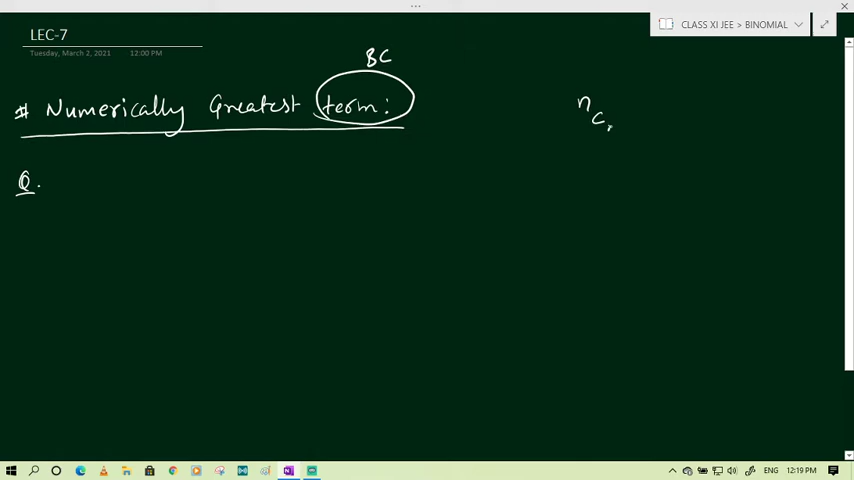 CLASS XI JEE > BINOMIAL
LEC-7
Tuesday, March 2, 2021 12:00 PM
BC
# Numerically Greatest term:
n
C
Q.
ENG 12:19 PM